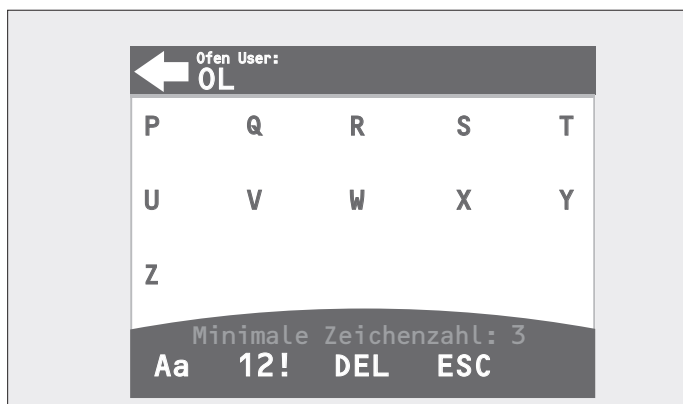 Ofen User:
OL
P Q R S T
U V W X Y
Z
Minimale Zeichenzahl: 3
Aa 12! DEL ESC